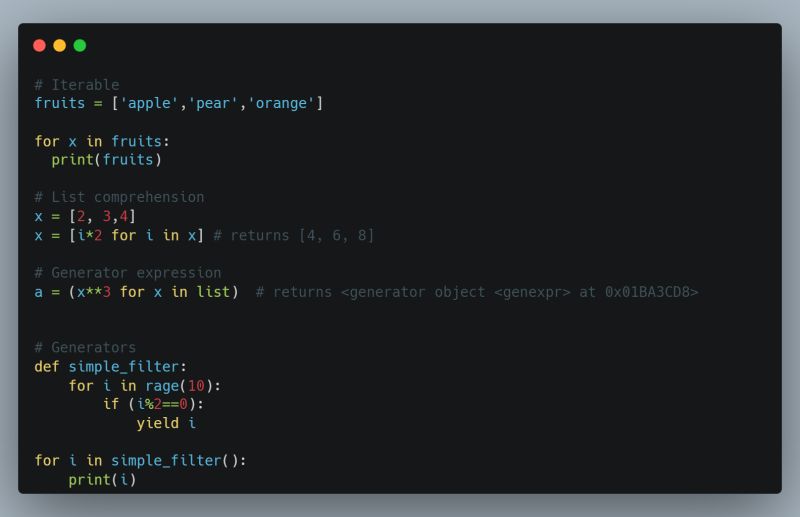 # Iterable
fruits = ['apple','pear','orange']
for x in fruits:
  print(fruits)
# List comprehension
x = [2, 3,4]
x = [i*2 for i in x] # returns [4, 6, 8]
# Generator expression
a = (x**3 for x in list)  # returns <generator object <genexpr> at 0x01BA3CD8>
# Generators
def simple_filter:
    for i in rage(10):
        if (i%2==0):
            yield i
for i in simple_filter():
    print(i)